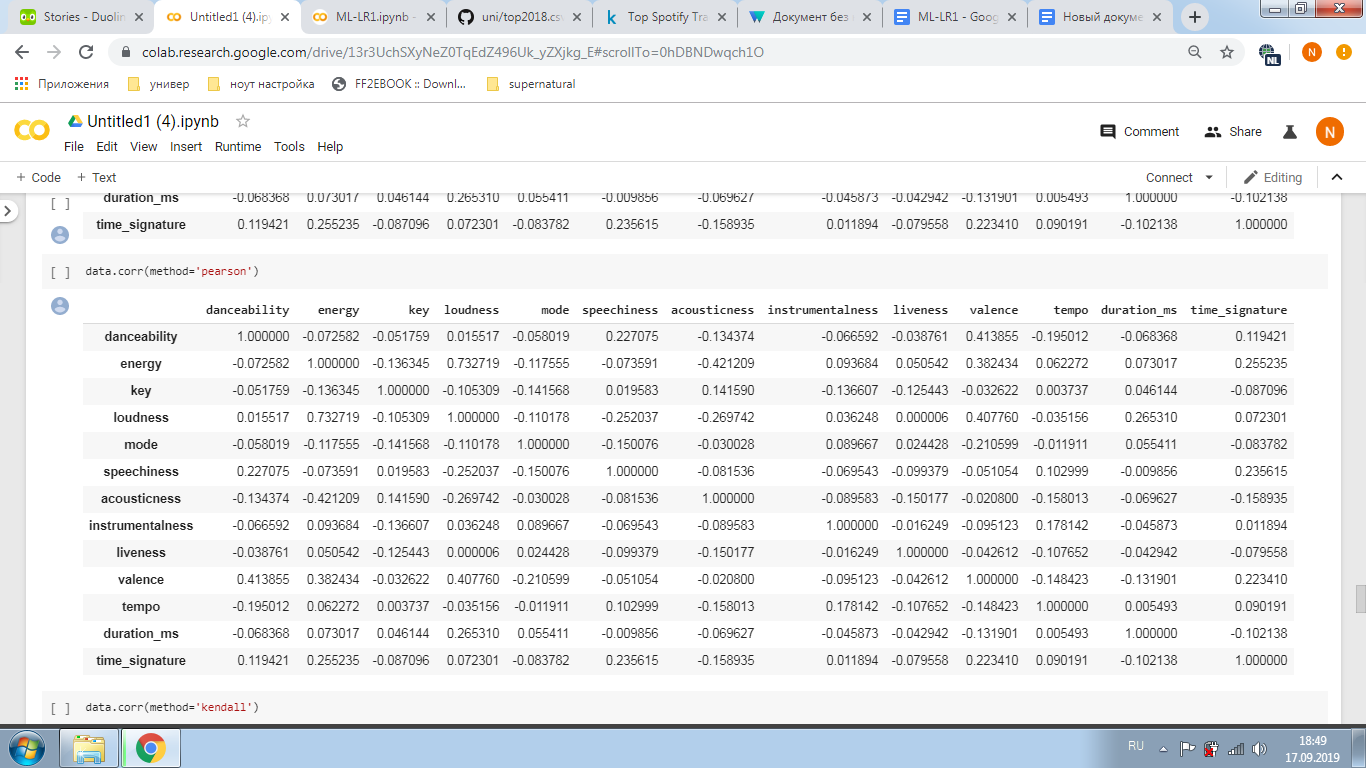 Stories - Duolin
Untitled1 (4).ip
ML-LR1.ipynb -
uni/top2018.cs
Top Spotify Tra
Документ без
ML-LR1 - Goog
Новый докуме
colab.research.google.com/drive/13r3UchSXyNeZ0TqEdZ496Uk_yZXjkg_E#scrollTo=0hDBNDwqch1O
NL
N
Приложения
универ
ноут настройка
FF2EBOOK :: Downl...
supernatural
Untitled1 (4).ipynb
Comment
Share
N
File Edit View Insert Runtime Tools Help
+ Code + Text
Connect
Editing
[ ] duration_ms -0.068368 0.073017 0.046144 0.265310 0.055411 -0.009856 -0.069627 -0.045873 -0.042942 -0.131901 0.005493 1.000000 -0.102138
time_signature 0.119421 0.255235 -0.087096 0.072301 -0.083782 0.235615 -0.158935 0.011894 -0.079558 0.223410 0.090191 -0.102138 1.000000
[ ] data.corr(method='pearson')
danceability energy key loudness mode speechiness acousticness instrumentalness liveness valence tempo duration_ms time_signature
danceability 1.000000 -0.072582 -0.051759 0.015517 -0.058019 0.227075 -0.134374 -0.066592 -0.038761 0.413855 -0.195012 -0.068368 0.119421
energy -0.072582 1.000000 -0.136345 0.732719 -0.117555 -0.073591 -0.421209 0.093684 0.050542 0.382434 0.062272 0.073017 0.255235
key -0.051759 -0.136345 1.000000 -0.105309 -0.141568 0.019583 0.141590 -0.136607 -0.125443 -0.032622 0.003737 0.046144 -0.087096
loudness 0.015517 0.732719 -0.105309 1.000000 -0.110178 -0.252037 -0.269742 0.036248 0.000006 0.407760 -0.035156 0.265310 0.072301
mode -0.058019 -0.117555 -0.141568 -0.110178 1.000000 -0.150076 -0.030028 0.089667 0.024428 -0.210599 -0.011911 0.055411 -0.083782
speechiness 0.227075 -0.073591 0.019583 -0.252037 -0.150076 1.000000 -0.081536 -0.069543 -0.099379 -0.051054 0.102999 -0.009856 0.235615
acousticness -0.134374 -0.421209 0.141590 -0.269742 -0.030028 -0.081536 1.000000 -0.089583 -0.150177 -0.020800 -0.158013 -0.069627 -0.158935
instrumentalness -0.066592 0.093684 -0.136607 0.036248 0.089667 -0.069543 -0.089583 1.000000 -0.016249 -0.095123 0.178142 -0.045873 0.011894
liveness -0.038761 0.050542 -0.125443 0.000006 0.024428 -0.099379 -0.150177 -0.016249 1.000000 -0.042612 -0.107652 -0.042942 -0.079558
valence 0.413855 0.382434 -0.032622 0.407760 -0.210599 -0.051054 -0.020800 -0.095123 -0.042612 1.000000 -0.148423 -0.131901 0.223410
tempo -0.195012 0.062272 0.003737 -0.035156 -0.011911 0.102999 -0.158013 0.178142 -0.107652 -0.148423 1.000000 0.005493 0.090191
duration_ms -0.068368 0.073017 0.046144 0.265310 0.055411 -0.009856 -0.069627 -0.045873 -0.042942 -0.131901 0.005493 1.000000 -0.102138
time_signature 0.119421 0.255235 -0.087096 0.072301 -0.083782 0.235615 -0.158935 0.011894 -0.079558 0.223410 0.090191 -0.102138 1.000000
[ ] data.corr(method='kendall')
RU
18:49
17.09.2019